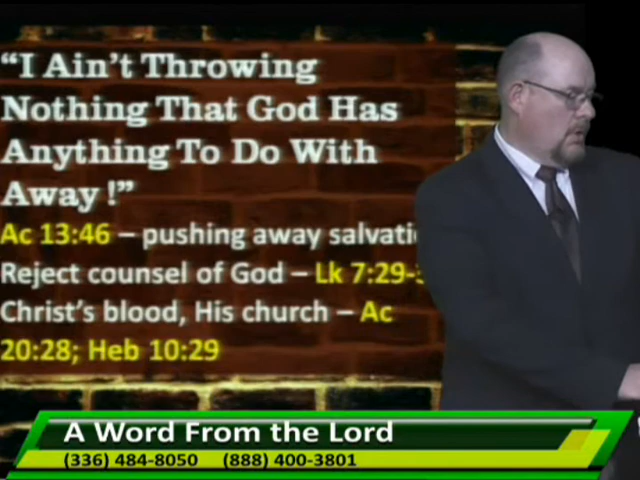 “I Ain’t Throwing
Nothing That God Has
Anything To Do With
Away !”
Ac 13:46 – pushing away
Reject counsel of God – Lk 7:29-
Christ’s blood, His church – Ac
20:28; Heb 10:29
A Word From the Lord
(336) 484-8050 (888) 400-3801